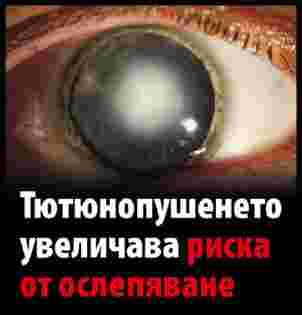 Тютюнопушенето
увеличава риска
от ослепяване